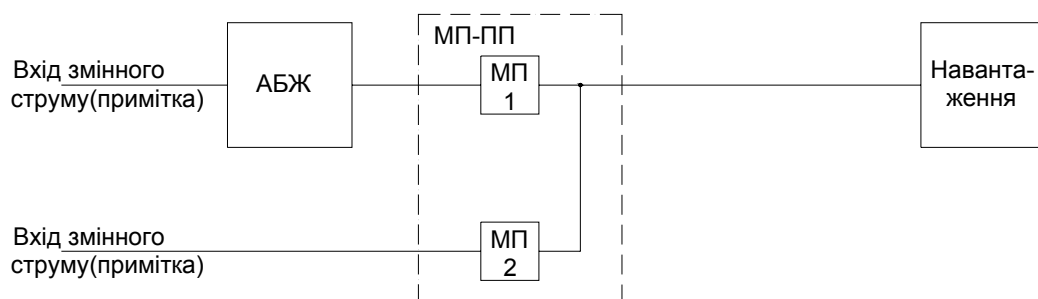 МП-ПП
Вхід змінного
струму(примітка)
АБЖ
МП
1
Наванта-
ження
Вхід змінного
струму(примітка)
МП
2